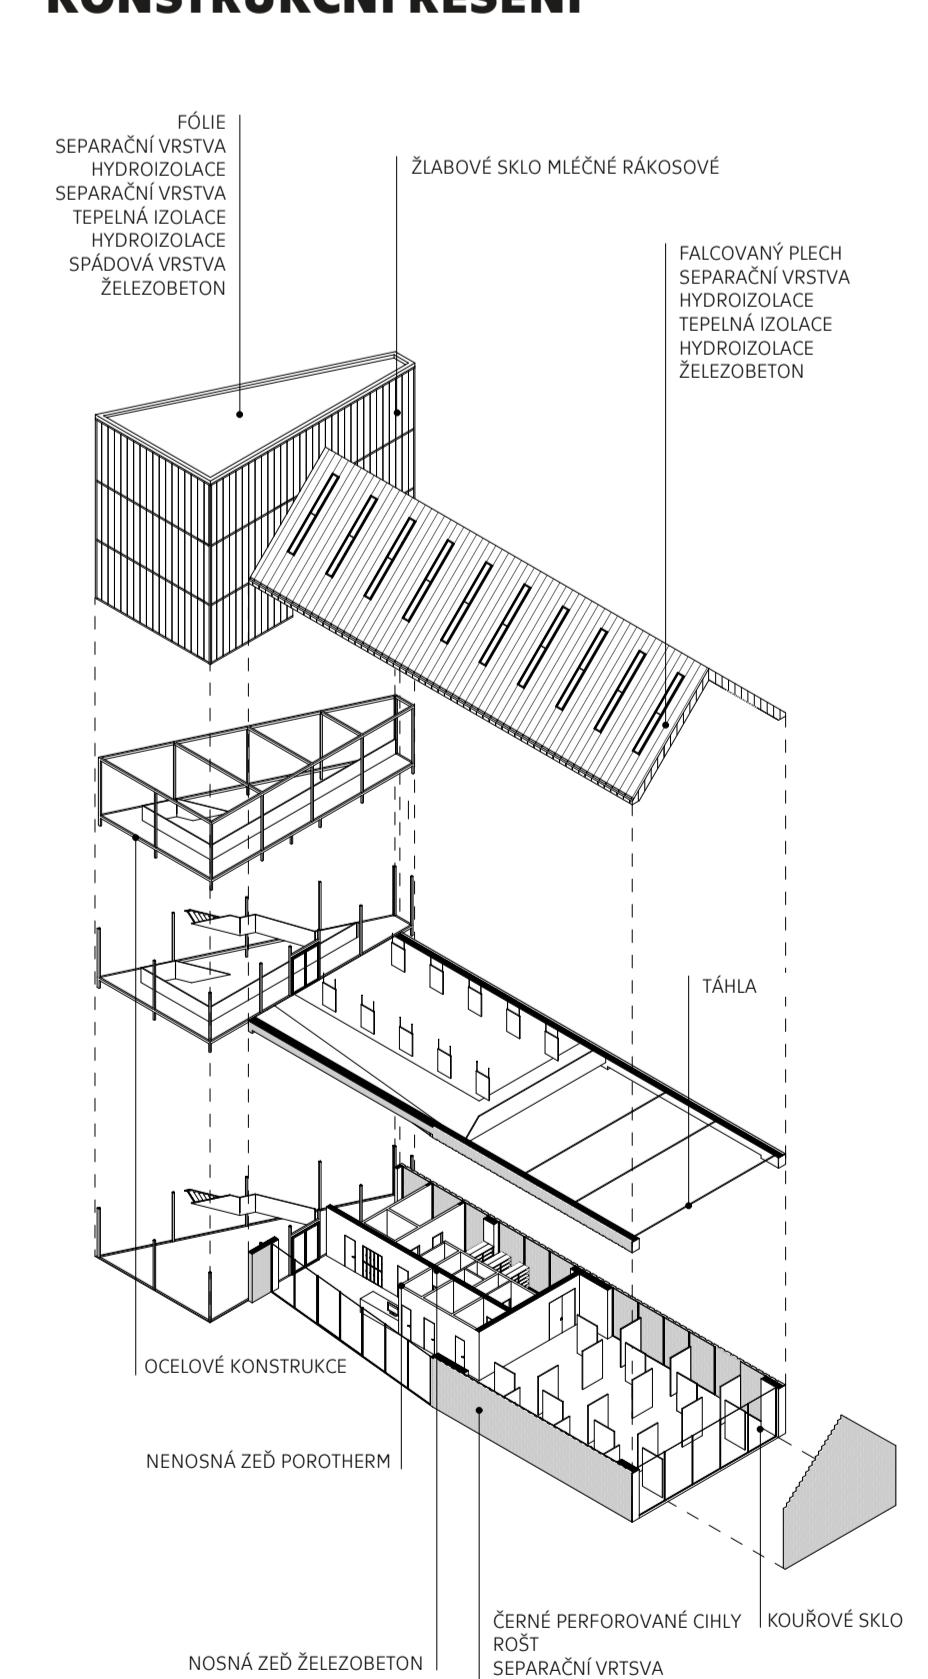 KONSTRUKČNÍ ŘEŠENÍ
FÓLIE
SEPARAČNÍ VRSTVA
HYDROIZOLACE
SEPARAČNÍ VRSTVA
TEPELNÁ IZOLACE
HYDROIZOLACE
SPÁDOVÁ VRSTVA
ŽELEZOBETON
ŽLABOVÉ SKLO MLÉČNÉ RÁKOSOVÉ
FALCOVANÝ PLECH
SEPARAČNÍ VRSTVA
HYDROIZOLACE
TEPELNÁ IZOLACE
HYDROIZOLACE
ŽELEZOBETON
TÁHLA
OCELOVÉ KONSTRUKCE
NENOSNÁ ZEĎ POROTHERM
ČERNÉ PERFOROVANÉ CIHLY
ROŠT
SEPARAČNÍ VRTSVA
KOUŘOVÉ SKLO
NOSNÁ ZEĎ ŽELEZOBETON